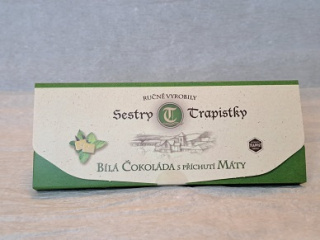 Ručně vyrobily
Sestry T Trapistky
Bílá Čokoláda s příchutí Máty